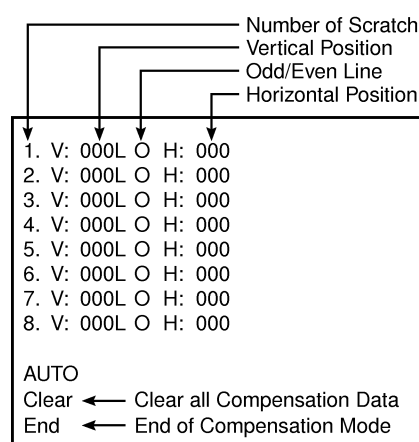 Number of Scratch
Vertical Position
Odd/Even Line
Horizontal Position
1. V: 000L O H: 000
2. V: 000L O H: 000
3. V: 000L O H: 000
4. V: 000L O H: 000
5. V: 000L O H: 000
6. V: 000L O H: 000
7. V: 000L O H: 000
8. V: 000L O H: 000
AUTO
Clear Clear all Compensation Data
End End of Compensation Mode